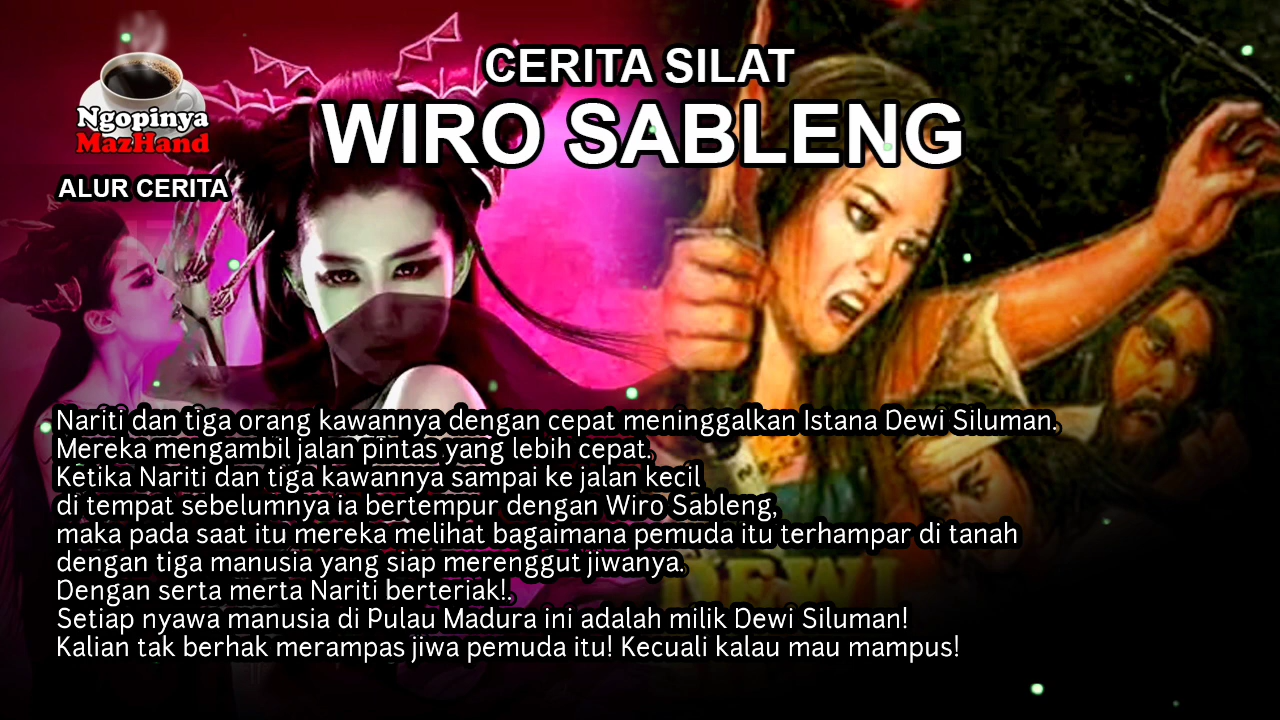 CERITA SILAT
WIRO SABLENG
Ngopinya
MazHand
ALUR CERITA
Nariti dan tiga orang kawannya dengan cepat meninggalkan Istana Dewi Siluman.
Mereka mengambil jalan pintas yang lebih cepat.
Ketika Nariti dan tiga kawannya sampai ke jalan kecil
di tempat sebelumnya ia bertempur dengan Wiro Sableng,
maka pada saat itu mereka melihat bagaimana pemuda itu terhampar di tanah
dengan tiga manusia yang siap merenggut jiwanya.
Dengan serta merta Nariti berteriak!.
Setiap nyawa manusia di Pulau Madura ini adalah milik Dewi Siluman!
Kalian tak berhak merampas jiwa pemuda itu! Kecuali kalau mau mampus!
DEWI